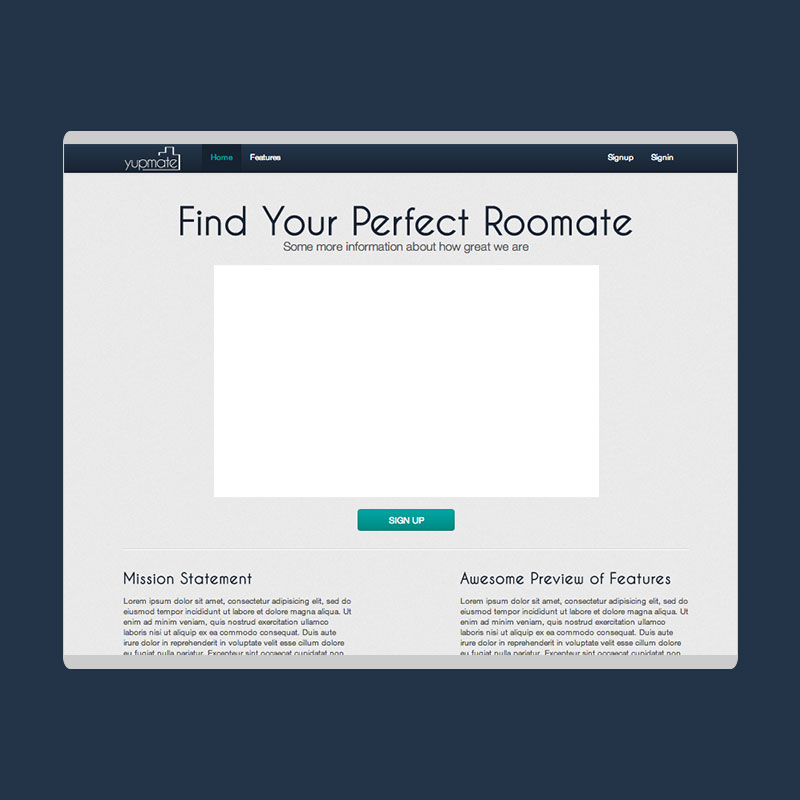 yupmate Home Features Signup Signin
Find Your Perfect Roomate
Some more information about how great we are
SIGN UP
Mission Statement
Lorem ipsum dolor sit amet, consectetur adipisicing elit, sed do
eiusmod tempor incididunt ut labore et dolore magna aliqua. Ut
enim ad minim veniam, quis nostrud exercitation ullamco
laboris nisi ut aliquip ex ea commodo consequat. Duis aute
irure dolor in reprehenderit in voluptate velit esse cillum dolore
eu fugiat nulla pariatur. Excepteur sint occaecat cupidatat non
Awesome Preview of Features
Lorem ipsum dolor sit amet, consectetur adipisicing elit, sed do
eiusmod tempor incididunt ut labore et dolore magna aliqua. Ut
enim ad minim veniam, quis nostrud exercitation ullamco
laboris nisi ut aliquip ex ea commodo consequat. Duis aute
irure dolor in reprehenderit in voluptate velit esse cillum dolore
eu fugiat nulla pariatur. Excepteur sint occaecat cupidatat non